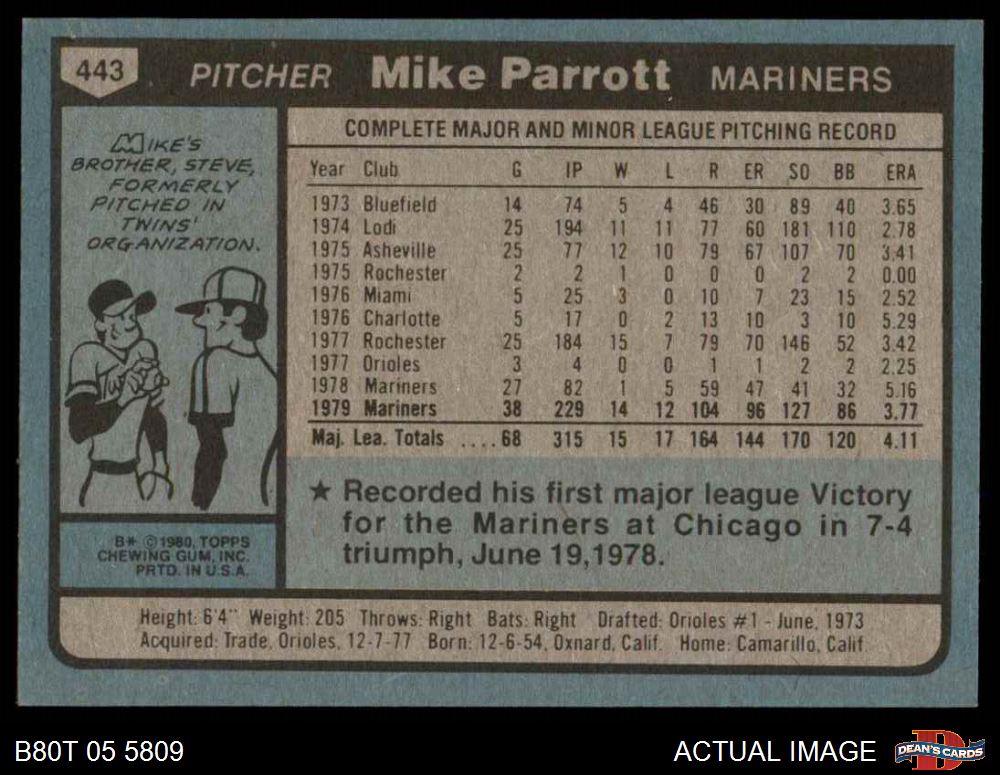 443 PITCHER Mike Parrott MARINERS
MIKE'S
BROTHER, STEVE,
FORMERLY
PITCHED IN
TWINS'
ORGANIZATION.
COMPLETE MAJOR AND MINOR LEAGUE PITCHING RECORD
Year Club G IP W L R ER SO BB ERA
1973 Bluefield 14 74 5 4 46 30 89 40 3.65
1974 Lodi 25 194 11 11 77 60 181 110 2.78
1975 Asheville 25 77 12 10 79 67 107 70 3.41
1975 Rochester 2 2 1 0 0 0 2 2 0.00
1976 Miami 5 25 3 0 10 7 23 15 2.52
1976 Charlotte 5 17 0 2 13 10 3 10 5.29
1977 Rochester 25 184 15 7 79 70 146 52 3.42
1977 Orioles 3 4 0 0 1 1 2 2 2.25
1978 Mariners 27 82 1 5 59 47 41 32 5.16
1979 Mariners 38 229 14 12 104 96 127 86 3.77
Maj. Lea. Totals ....68 315 15 17 164 144 170 120 4.11
★ Recorded his first major league Victory
for the Mariners at Chicago in 7-4
triumph, June 19,1978.
B* ©1980, TOPPS
CHEWING GUM, INC.
PRTD. IN U.S.A.
Height: 6'4" Weight: 205 Throws: Right Bats: Right Drafted: Orioles #1 - June, 1973
Acquired: Trade, Orioles, 12-7-77 Born: 12-6-54, Oxnard, Calif. Home: Camarillo, Calif.
B80T 05 5809
ACTUAL IMAGE
D
DEAN'S CARDS